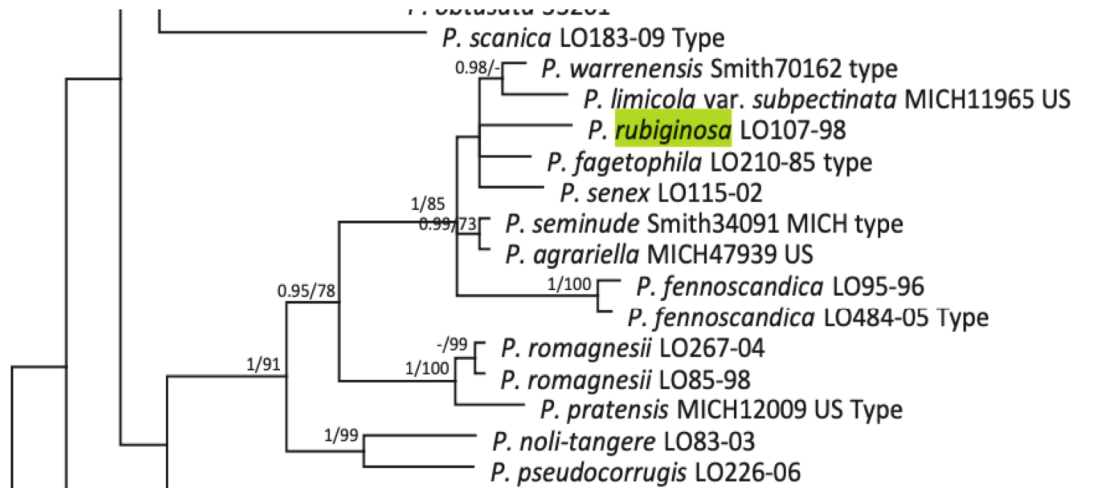 P. scanica LO183-09 Type
0.98/-
P. warrenensis Smith70162 type
P. limicola var. subpectinata MICH11965 US
P. rubiginosa LO107-98
P. fagetophila LO210-85 type
P. senex LO115-02
1/85
0.99/73
P. seminude Smith34091 MICH type
P. agrariella MICH47939 US
1/100
P. fennoscandica LO95-96
0.95/78
P. fennoscandica LO484-05 Type
-/99
P. romagnesii LO267-04
1/91
1/100
P. romagnesii LO85-98
P. pratensis MICH12009 US Type
1/99
P. noli-tangere LO83-03
P. pseudocorrugis LO226-06